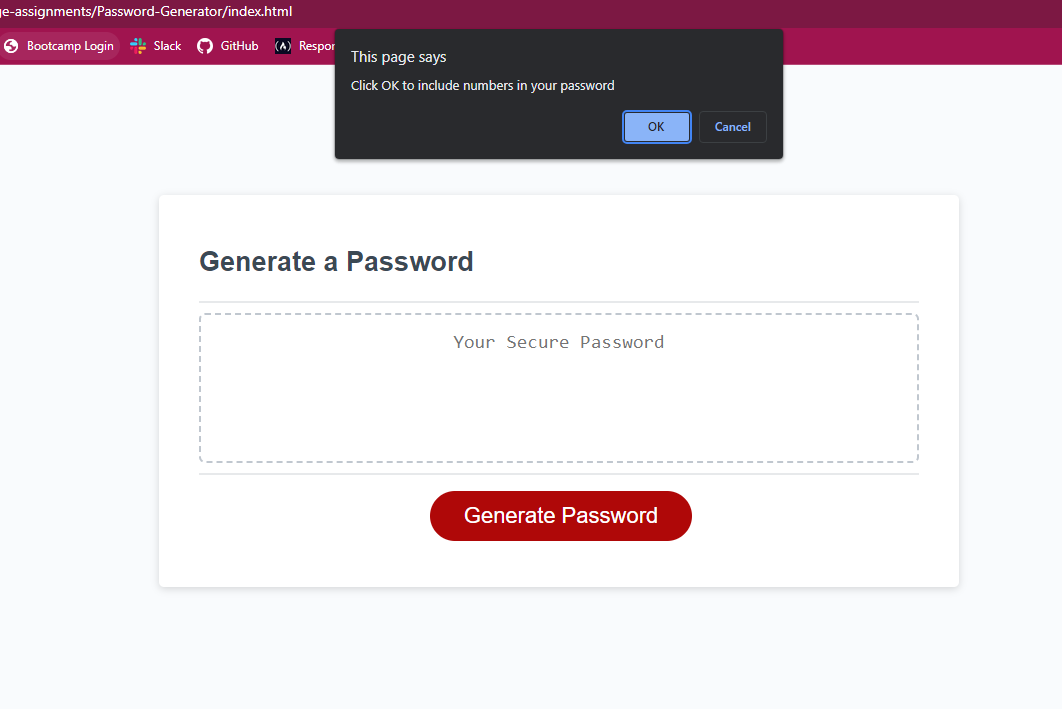 ge-assignments/Password-Generator/index.html
Bootcamp Login Slack GitHub Respon
This page says
Click OK to include numbers in your password
OK Cancel
Generate a Password
Your Secure Password
Generate Password